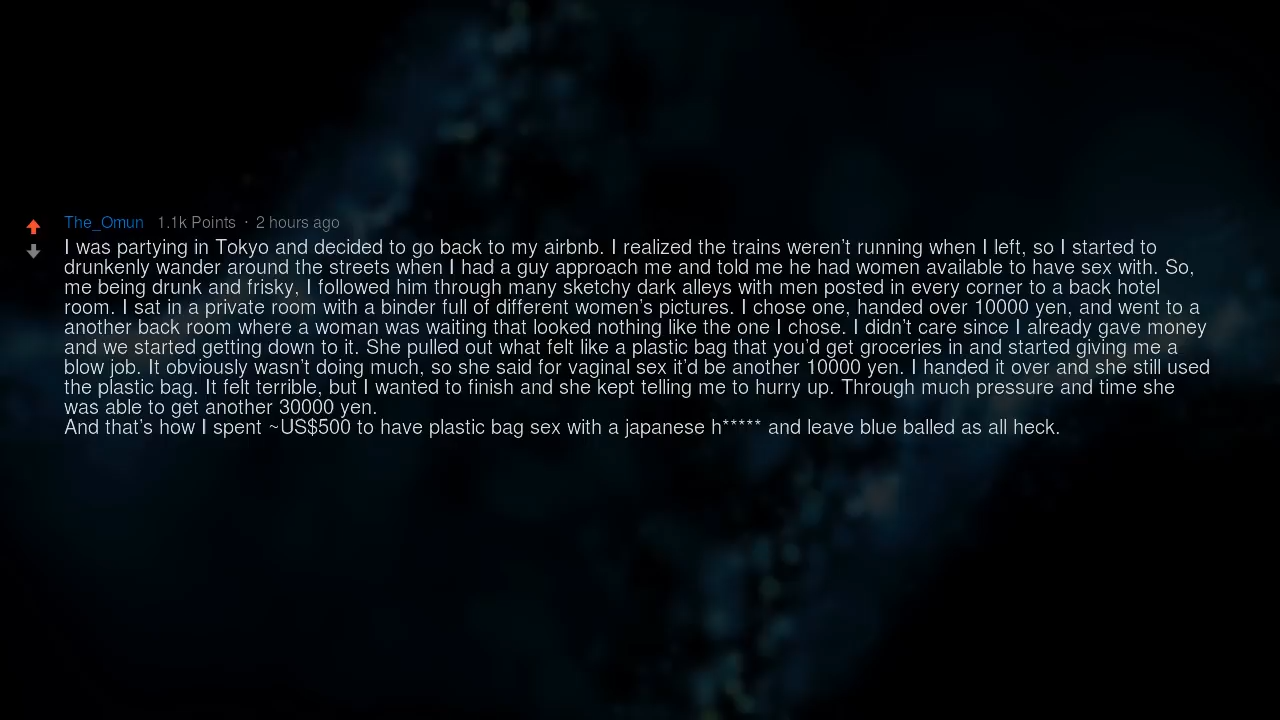 The_Omun 1.1k Points · 2 hours ago
I was partying in Tokyo and decided to go back to my airbnb. I realized the trains weren't running when I left, so I started to
drunkenly wander around the streets when I had a guy approach me and told me he had women available to have sex with. So,
me being drunk and frisky, I followed him through many sketchy dark alleys with men posted in every corner to a back hotel
room. I sat in a private room with a binder full of different women's pictures. I chose one, handed over 10000 yen, and went to a
another back room where a woman was waiting that looked nothing like the one I chose. I didn't care since I already gave money
and we started getting down to it. She pulled out what felt like a plastic bag that you'd get groceries in and started giving me a
blow job. It obviously wasn't doing much, so she said for vaginal sex it'd be another 10000 yen. I handed it over and she still used
the plastic bag. It felt terrible, but I wanted to finish and she kept telling me to hurry up. Through much pressure and time she
was able to get another 30000 yen.
And that's how I spent ~US$500 to have plastic bag sex with a japanese h***** and leave blue balled as all heck.